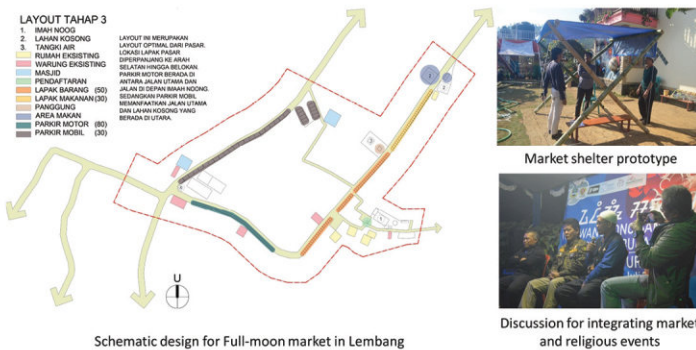 LAYOUT TAHAP 3
1. IMAH NOOG
2. LAHAN KOSONG
3. TANGKI AIR
RUMAH EKSISTING
WARUNG EKSISTING
MASJID
PENDAFTARAN
LAPAK BARANG (50)
LAPAK MAKANAN (30)
PANGGUNG
AREA MAKAN
PARKIR MOTOR (80)
PARKIR MOBIL (30)
LAYOUT INI MERUPAKAN
LAYOUT OPTIMAL DARI PASAR.
LOKASI LAPAK PASAR
DIPERPANJANG KE ARAH
SELATAN HINGGA BELOKAN.
PARKIR MOTOR BERADA DI
ANTARA JALAN UTAMA DAN
JALAN DI DEPAN IMAAH NOONG.
SEDANGKAN PARKIR MOBIL
MEMANFAATKAN JALAN UTAMA
DAN LAHAN KOSONG YANG
BERADA DI UTARA.
U
Schematic design for Full-moon market in Lembang
Market shelter prototype
Discussion for integrating market
and religious events